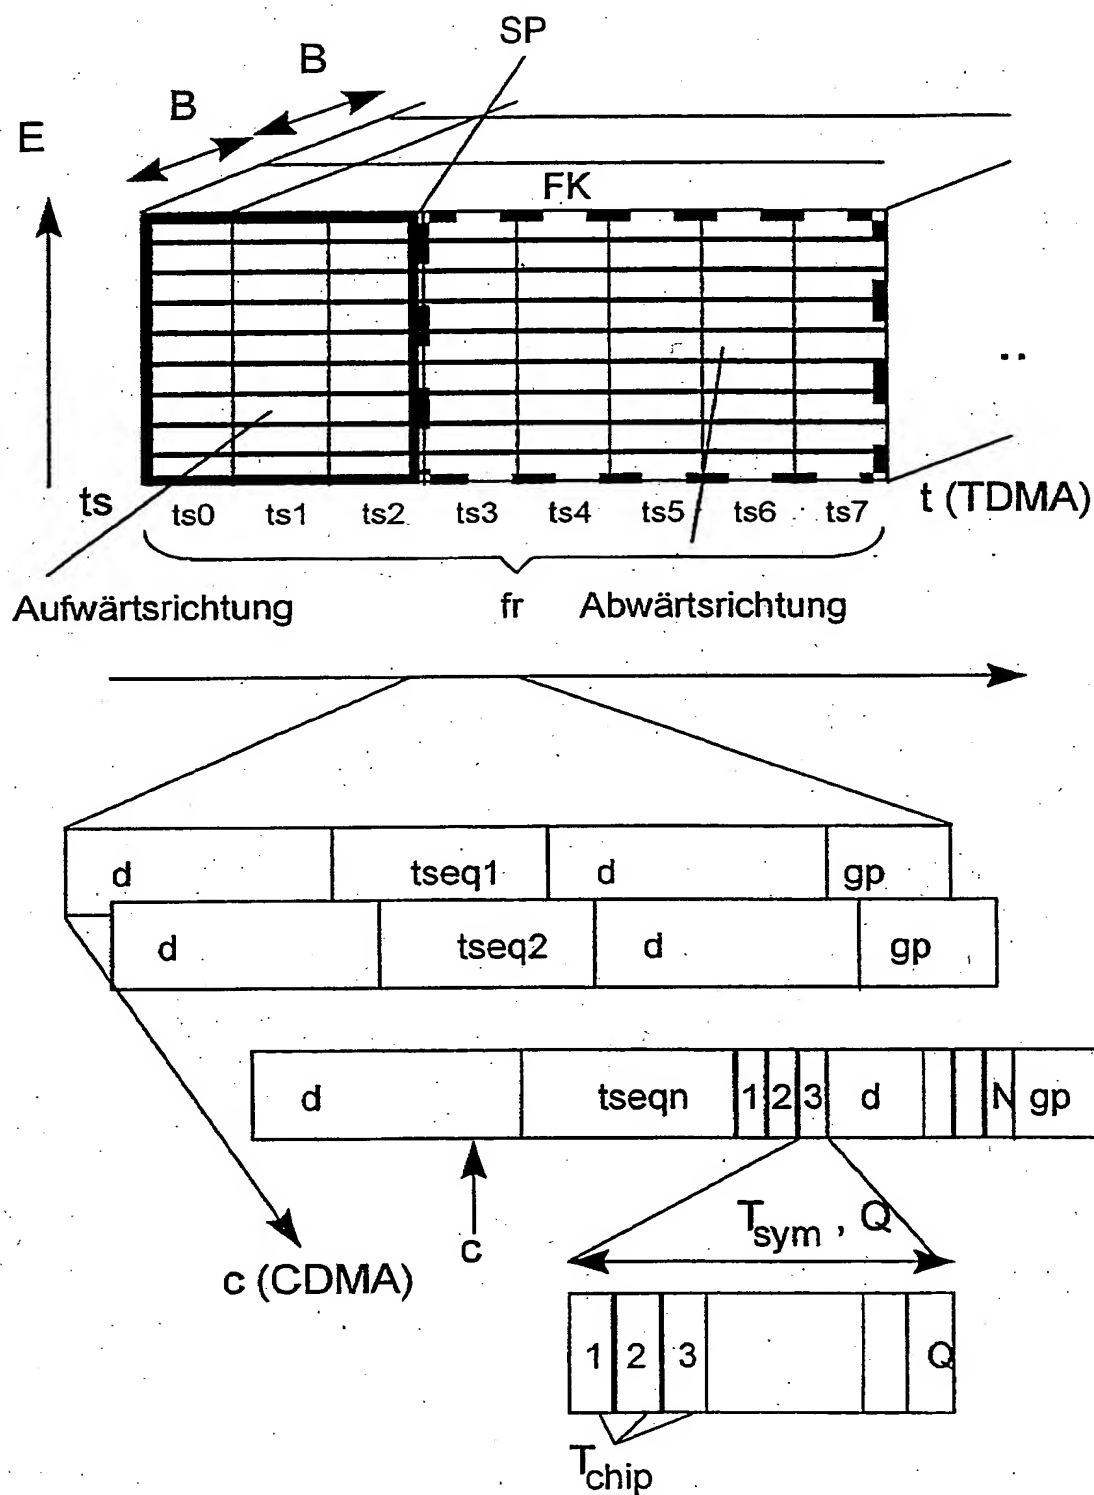 SP
B
B
E
FK
..
ts
ts0 ts1 ts2 ts3 ts4 ts5 ts6 ts7
t (TDMA)
Aufwärtsrichtung
fr
Abwärtsrichtung
d tseq1 d gp
d tseq2 d gp
d tseqn 1 2 3 d N gp
Tsym , Q
c
c (CDMA)
1 2 3 Q
Tchip